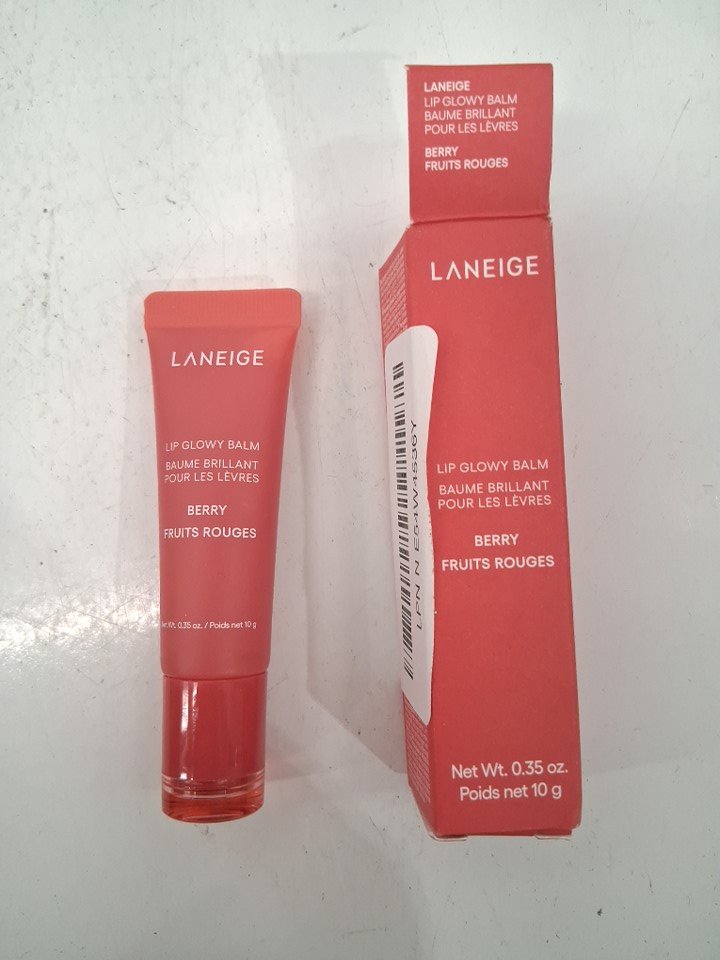 LANEIGE
LIP GLOWY BALM
BAUME BRILLANT
POUR LES LÈVRES
BERRY
FRUITS ROUGES
LANEIGE
LIP GLOWY BALM
BAUME BRILLANT
POUR LES LÈVRES
BERRY
FRUITS ROUGES
Net Wt. 0.35 oz.
Poids net 10 g
LPN N E54W4536Y
LANEIGE
LIP GLOWY BALM
BAUME BRILLANT
POUR LES LÈVRES
BERRY
FRUITS ROUGES
Wt. 0.35 oz. / Poids net 10 g